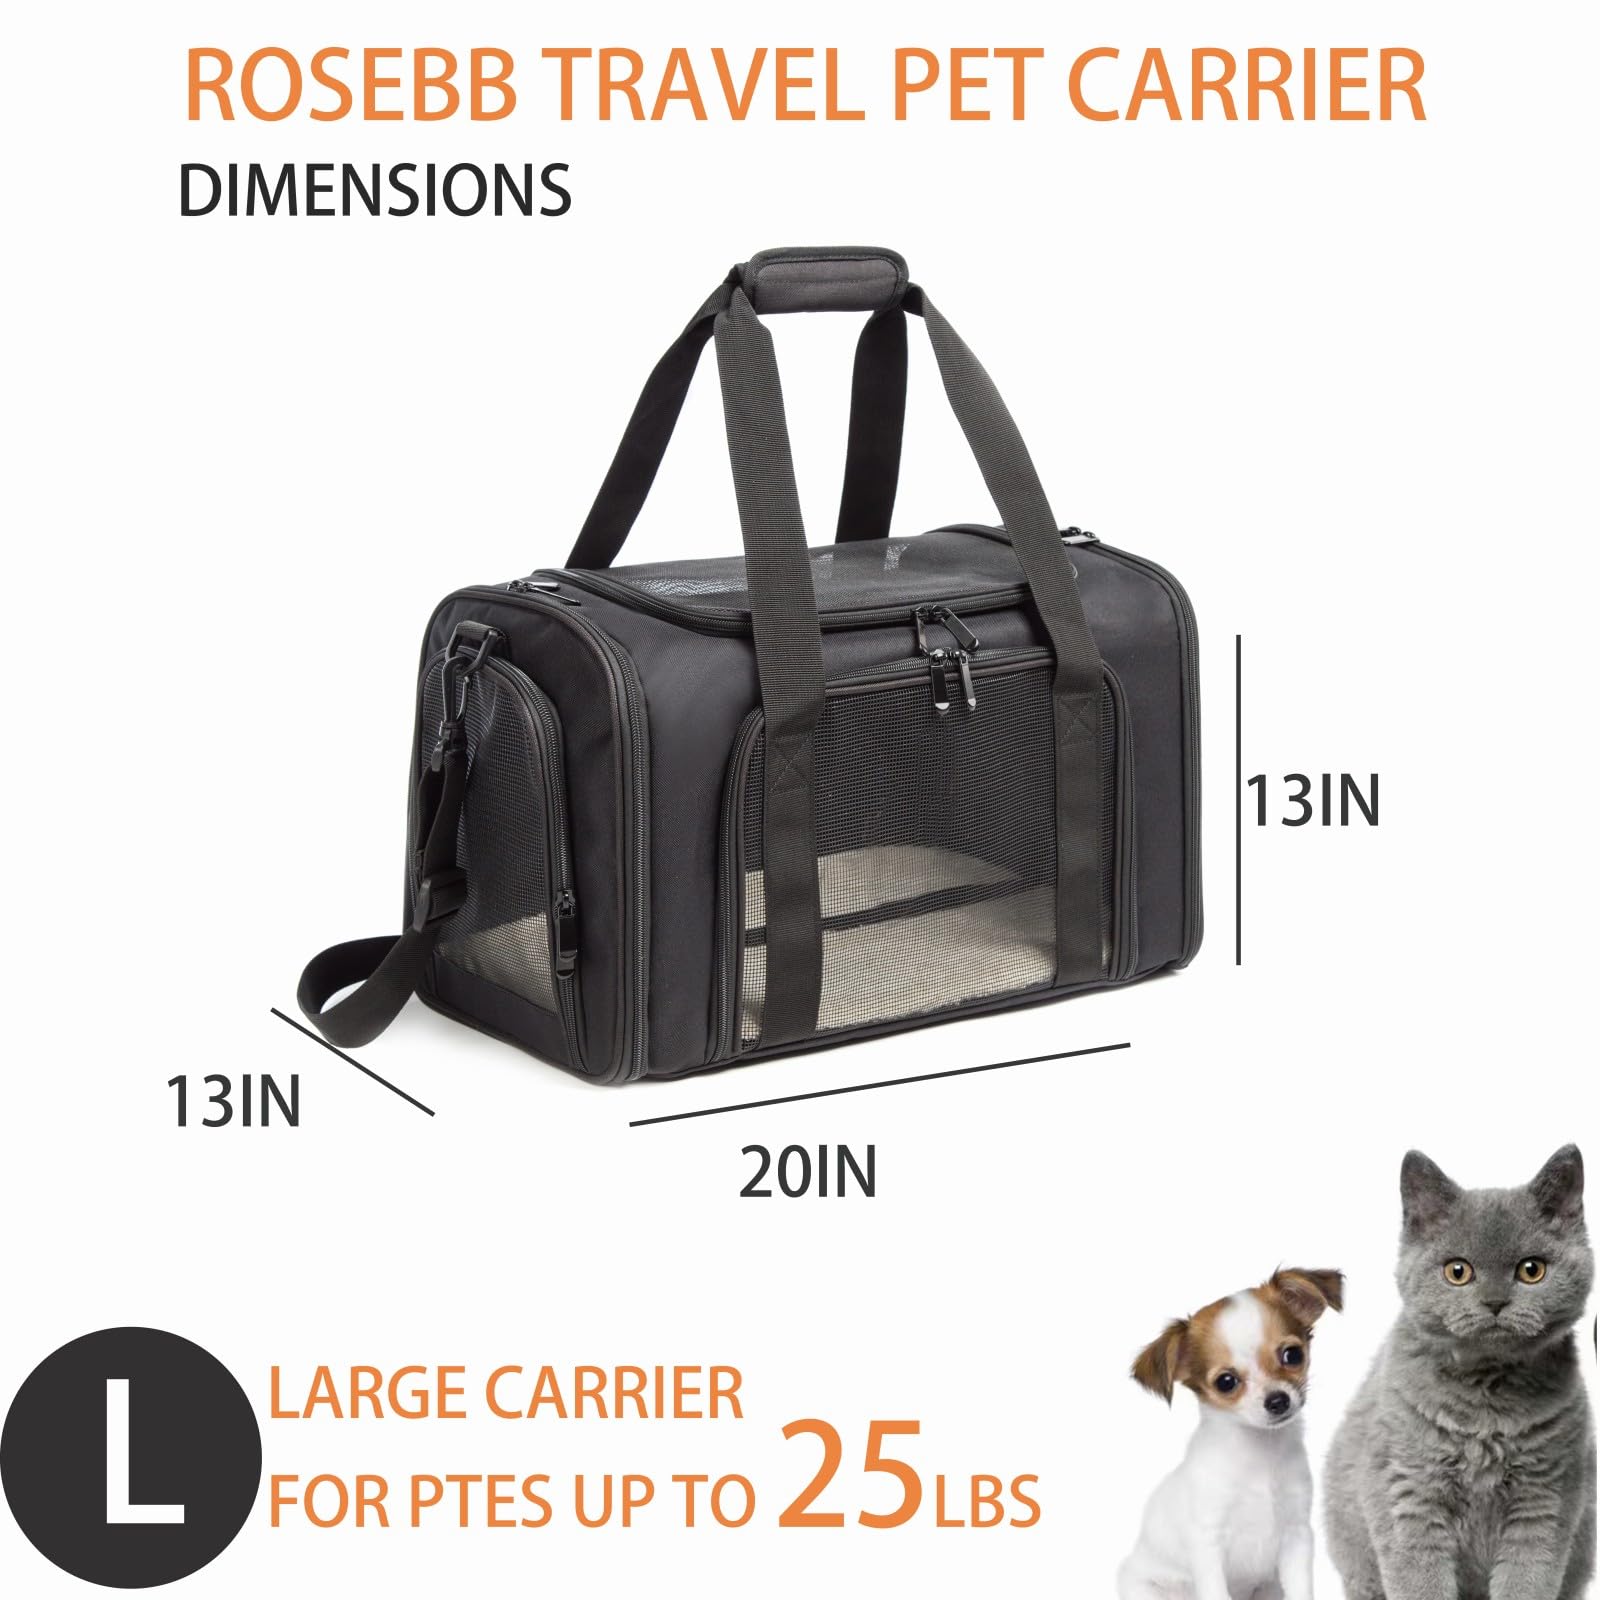 ROSEBB TRAVEL PET CARRIER
DIMENSIONS
13IN
13IN
20IN
L
LARGE CARRIER
FOR PTES UP TO 25LBS